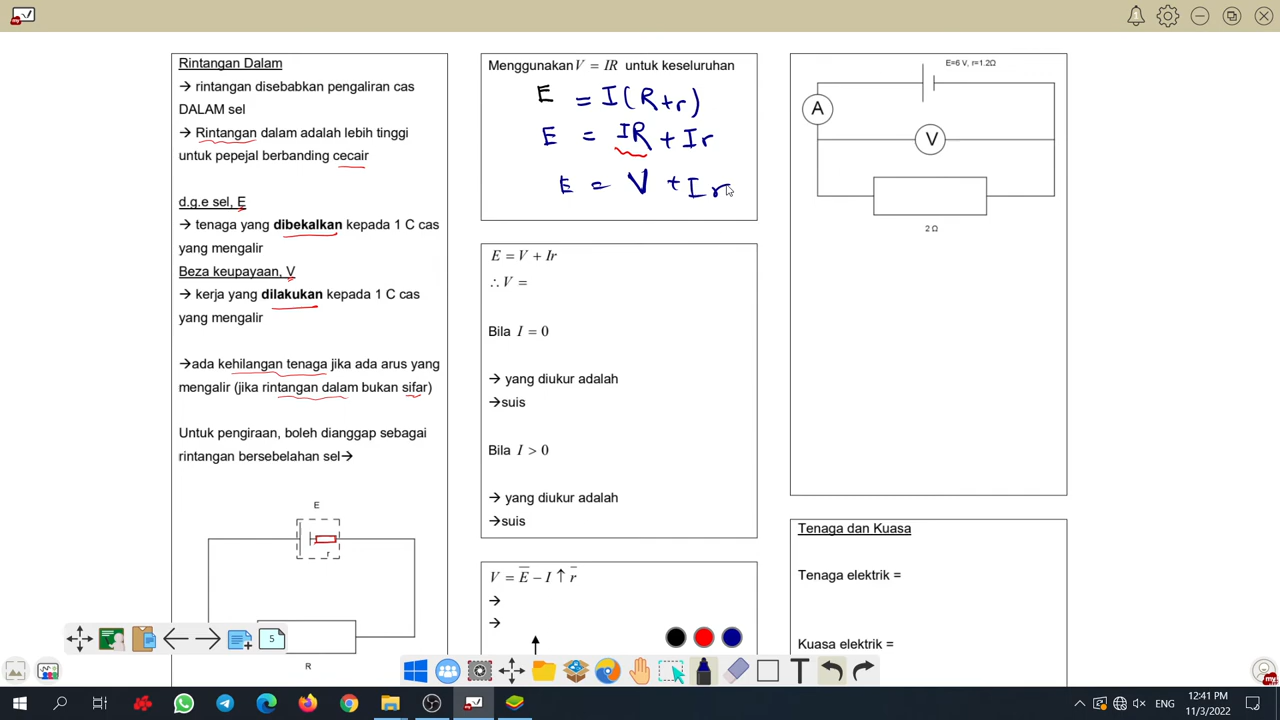 Rintangan Dalam
→ rintangan disebabkan pengaliran cas
DALAM sel
→ Rintangan dalam adalah lebih tinggi
untuk pepejal berbanding cecair
d.g.e sel, E
→ tenaga yang dibekalkan kepada 1 C cas
yang mengalir
Beza keupayaan, V
→ kerja yang dilakukan kepada 1 C cas
yang mengalir
→ada kehilangan tenaga jika ada arus yang
mengalir (jika rintangan dalam bukan sifar)
Untuk pengiraan, boleh dianggap sebagai
rintangan bersebelahan sel→
E
r
R
Menggunakan V = IR untuk keseluruhan
E = I(R+r)
E = IR + Ir
E = V + Ir
E = V + Ir
∴ V =
Bila I = 0
→ yang diukur adalah
→suis
Bila I > 0
→ yang diukur adalah
→suis
V = E̅ − I ↑ r̅
→
→
E=6 V, r=1.2Ω
A
V
2 Ω
Tenaga dan Kuasa
Tenaga elektrik =
Kuasa elektrik =
5
T
ENG
12:41 PM
11/3/2022
my
my